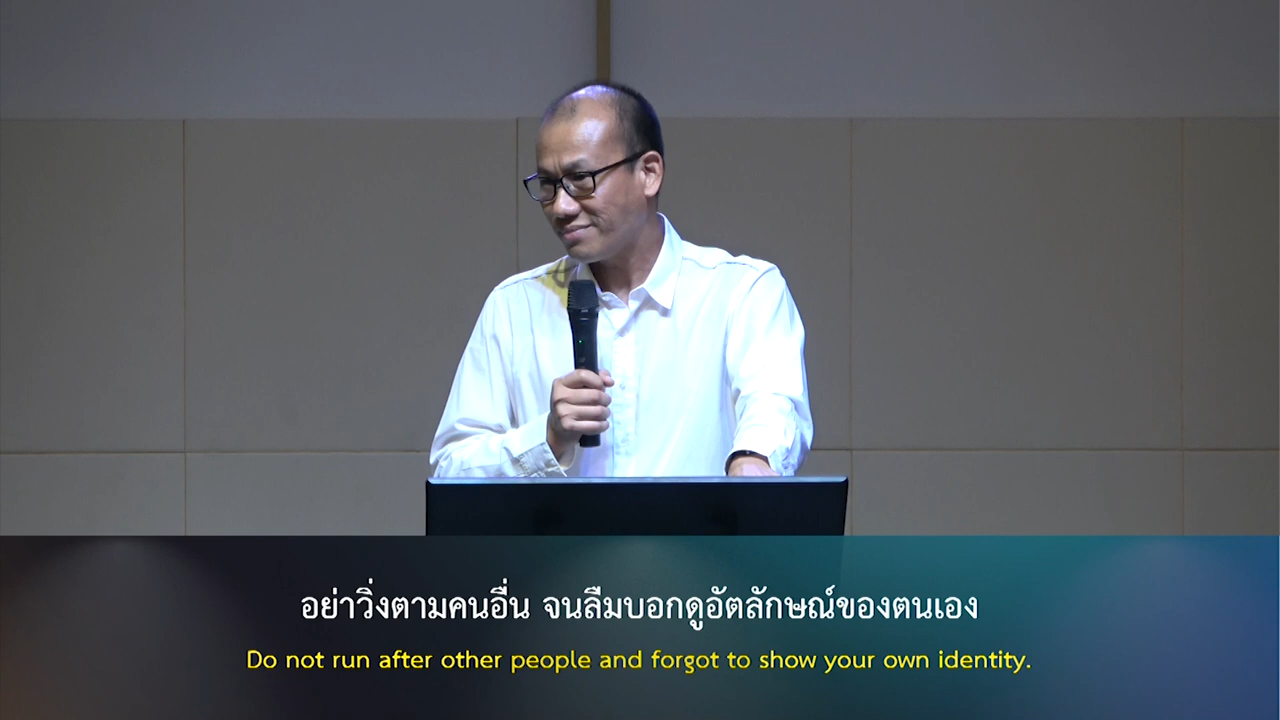 อย่าวิ่งตามคนอื่น จนลืมบอกดูอัตลักษณ์ของตนเอง
Do not run after other people and forgot to show your own identity.